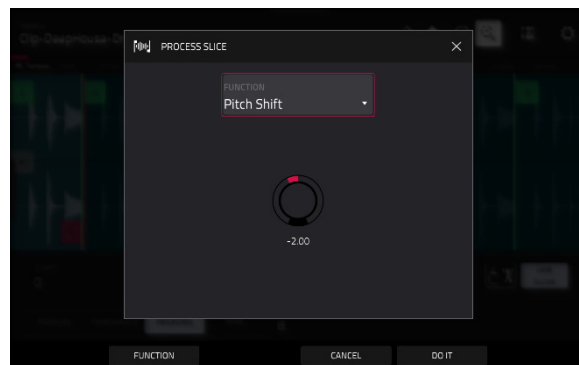 PROCESS SLICE
FUNCTION
Pitch Shift
-2.00
FUNCTION
CANCEL
DO IT